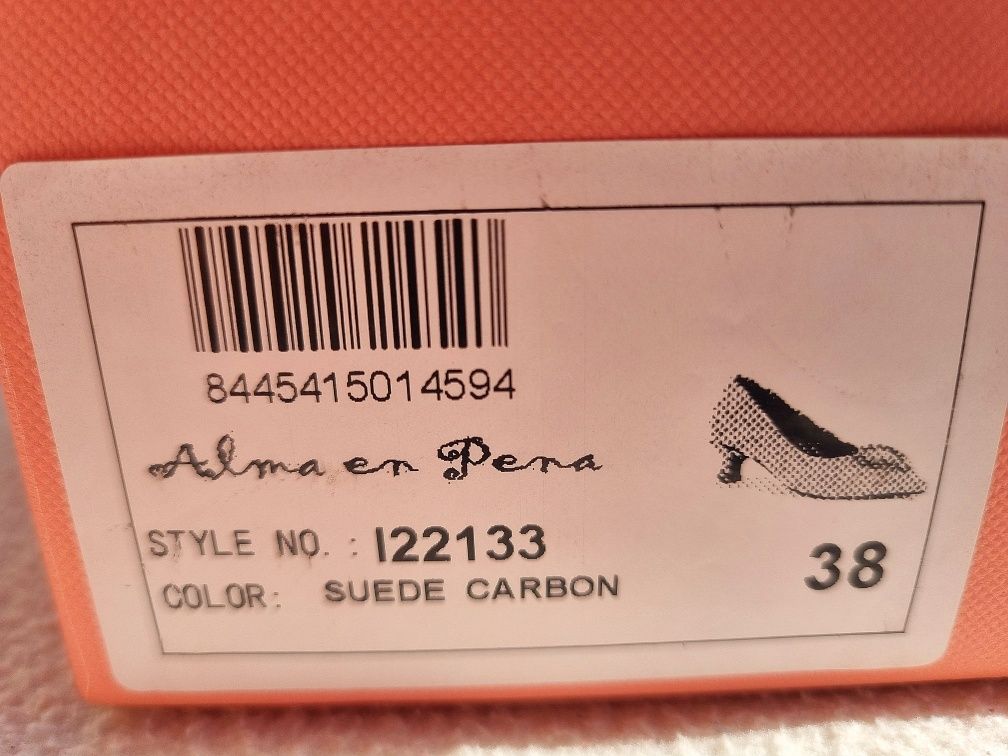 8445415014594
Alma en Pena
STYLE NO. : I22133
COLOR: SUEDE CARBON
38